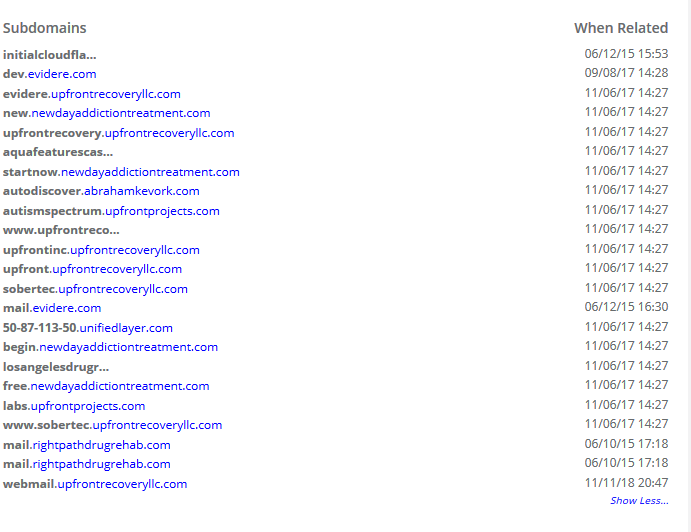 Subdomains When Related
initialcloudfla... 06/12/15 15:53
dev.evidere.com 09/08/17 14:28
evidere.upfrontrecoveryllc.com 11/06/17 14:27
new.newdayaddictiontreatment.com 11/06/17 14:27
upfrontrecovery.upfrontrecoveryllc.com 11/06/17 14:27
aquafeaturescas... 11/06/17 14:27
startnow.newdayaddictiontreatment.com 11/06/17 14:27
autodiscover.abrahamkevork.com 11/06/17 14:27
autismspectrum.upfrontprojects.com 11/06/17 14:27
www.upfrontreco... 11/06/17 14:27
upfrontinc.upfrontrecoveryllc.com 11/06/17 14:27
upfront.upfrontrecoveryllc.com 11/06/17 14:27
sobertec.upfrontrecoveryllc.com 11/06/17 14:27
mail.evidere.com 06/12/15 16:30
50-87-113-50.unifiedlayer.com 11/06/17 14:27
begin.newdayaddictiontreatment.com 11/06/17 14:27
losangelesdrugr... 11/06/17 14:27
free.newdayaddictiontreatment.com 11/06/17 14:27
labs.upfrontprojects.com 11/06/17 14:27
www.sobertec.upfrontrecoveryllc.com 11/06/17 14:27
mail.rightpathdrugrehab.com 06/10/15 17:18
mail.rightpathdrugrehab.com 06/10/15 17:18
webmail.upfrontrecoveryllc.com 11/11/18 20:47
Show Less...